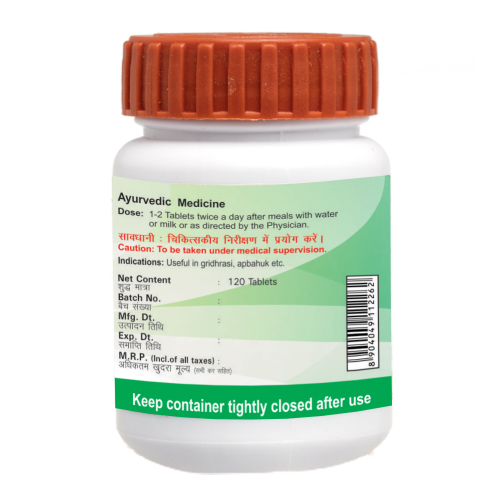 Ayurvedic Medicine
Dose: 1-2 Tablets twice a day after meals with water
or milk or as directed by the Physician.
सावधानी : चिकित्सकीय निरीक्षण में प्रयोग करें।
Caution: To be taken under medical supervision.
Indications: Useful in gridhrasi, apbahuk etc.
Net Content : 120 Tablets
शुद्ध मात्रा
Batch No. :
बैच संख्या
Mfg. Dt. :
उत्पादन तिथि
Exp. Dt. :
समाप्ति तिथि
M.R.P. (Incl.of all taxes) :
अधिकतम खुदरा मूल्य (सभी कर सहित)
8 904049 112262
Keep container tightly closed after use